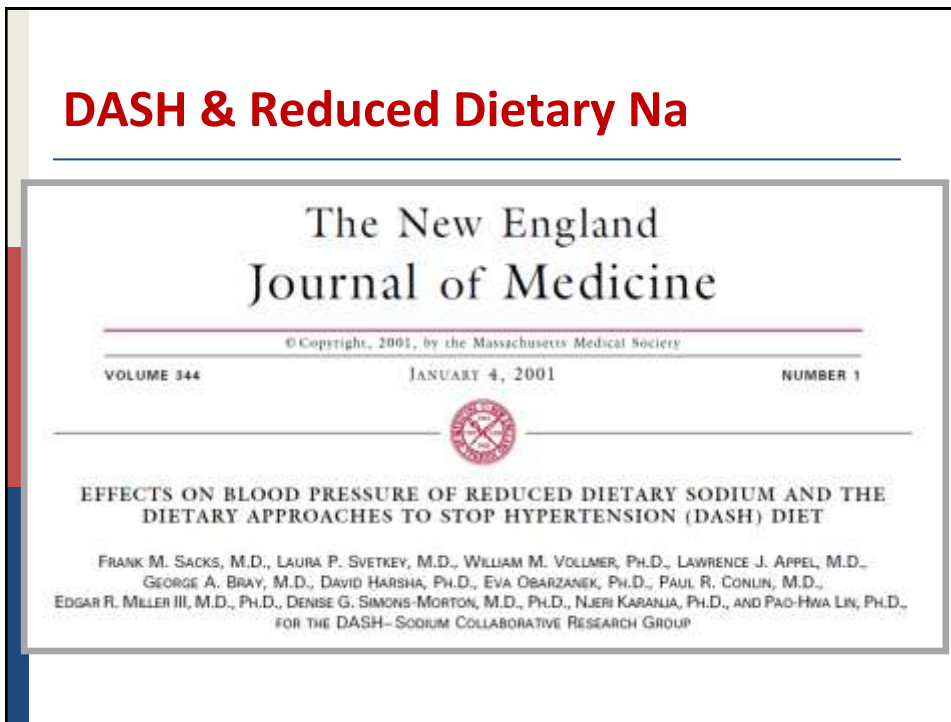 DASH & Reduced Dietary Na
The New England
Journal of Medicine
© Copyright, 2001, by the Massachusetts Medical Society
VOLUME 344 JANUARY 4, 2001 NUMBER 1
EFFECTS ON BLOOD PRESSURE OF REDUCED DIETARY SODIUM AND THE
DIETARY APPROACHES TO STOP HYPERTENSION (DASH) DIET
FRANK M. SACKS, M.D., LAURA P. SVETKEY, M.D., WILLIAM M. VOLLMER, PH.D., LAWRENCE J. APPEL, M.D.,
GEORGE A. BRAY, M.D., DAVID HARSHA, PH.D., EVA OBARZANEK, PH.D., PAUL R. CONLIN, M.D.,
EDGAR R. MILLER III, M.D., PH.D., DENISE G. SIMONS-MORTON, M.D., PH.D., NJERI KARANJA, PH.D., AND PAO-HWA LIN, PH.D.,
FOR THE DASH–SODIUM COLLABORATIVE RESEARCH GROUP